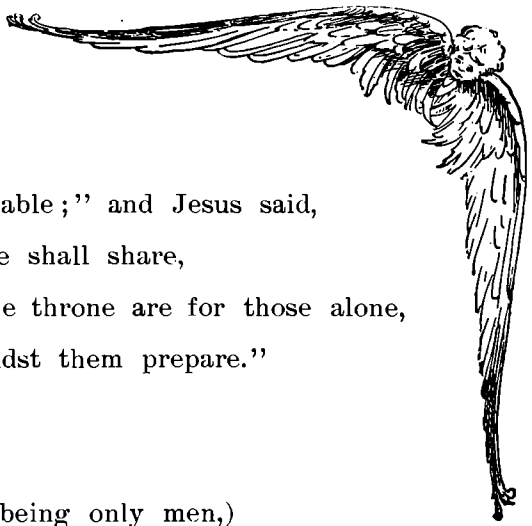 able ;" and Jesus said,
e shall share,
e throne are for those alone,
dst them prepare."
being only men,)